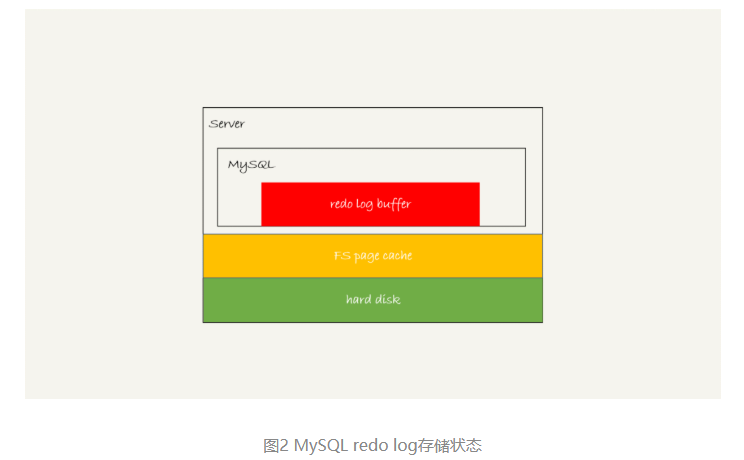 Server
MySQL
redo log buffer
FS page cache
hard disk
图2 MySQL redo log存储状态